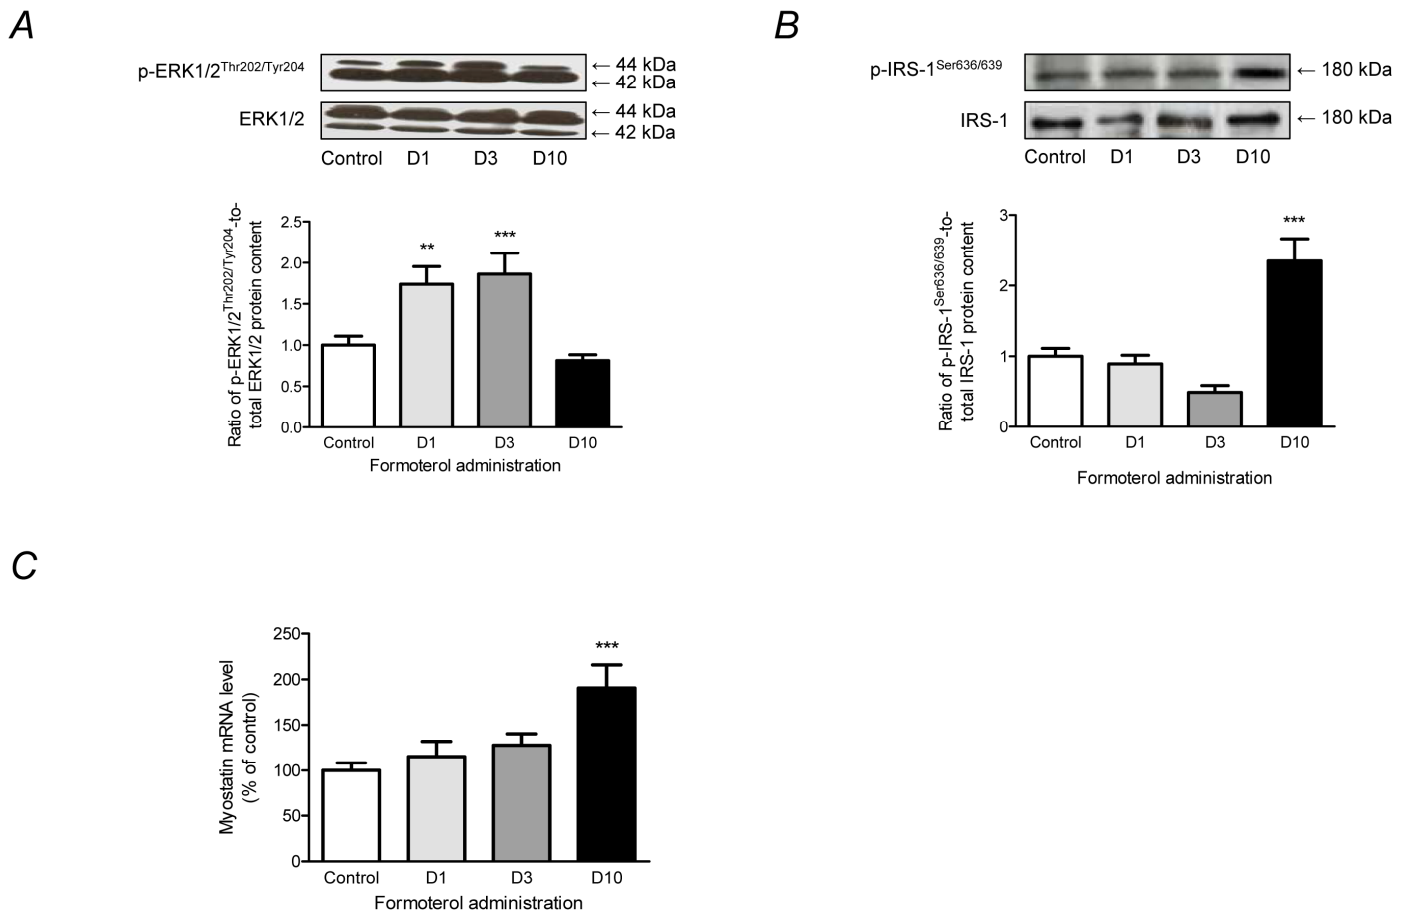 A
p-ERK1/2Thr202/Tyr204
← 44 kDa
← 42 kDa
ERK1/2
← 44 kDa
← 42 kDa
Control D1 D3 D10
Ratio of p-ERK1/2Thr202/Tyr204-to-
total ERK1/2 protein content
2.5
2.0
1.5
1.0
0.5
0.0
** ***
Control D1 D3 D10
Formoterol administration
B
p-IRS-1Ser636/639
← 180 kDa
IRS-1
← 180 kDa
Control D1 D3 D10
Ratio of p-IRS-1Ser636/639-to-
total IRS-1 protein content
3
2
1
0
***
Control D1 D3 D10
Formoterol administration
C
Myostatin mRNA level
(% of control)
250
200
150
100
50
0
***
Control D1 D3 D10
Formoterol administration